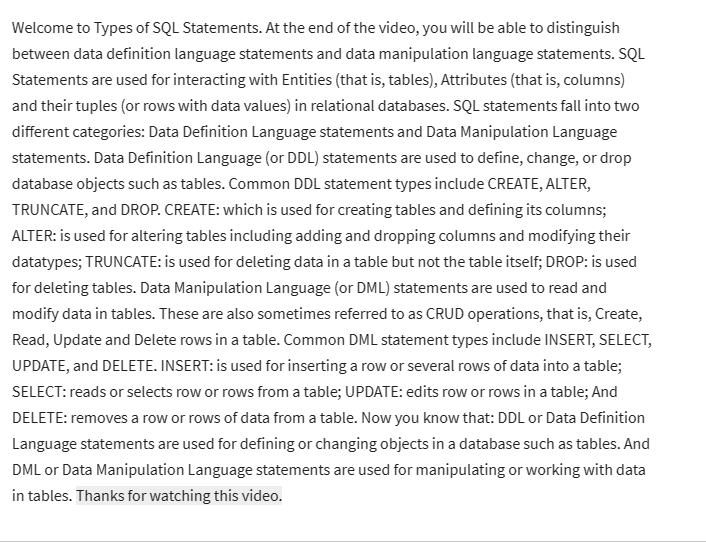 Welcome to Types of SQL Statements. At the end of the video, you will be able to distinguish
between data definition language statements and data manipulation language statements. SQL
Statements are used for interacting with Entities (that is, tables), Attributes (that is, columns)
and their tuples (or rows with data values) in relational databases. SQL statements fall into two
different categories: Data Definition Language statements and Data Manipulation Language
statements. Data Definition Language (or DDL) statements are used to define, change, or drop
database objects such as tables. Common DDL statement types include CREATE, ALTER,
TRUNCATE, and DROP. CREATE: which is used for creating tables and defining its columns;
ALTER: is used for altering tables including adding and dropping columns and modifying their
datatypes; TRUNCATE: is used for deleting data in a table but not the table itself; DROP: is used
for deleting tables. Data Manipulation Language (or DML) statements are used to read and
modify data in tables. These are also sometimes referred to as CRUD operations, that is, Create,
Read, Update and Delete rows in a table. Common DML statement types include INSERT, SELECT,
UPDATE, and DELETE. INSERT: is used for inserting a row or several rows of data into a table;
SELECT: reads or selects row or rows from a table; UPDATE: edits row or rows in a table; And
DELETE: removes a row or rows of data from a table. Now you know that: DDL or Data Definition
Language statements are used for defining or changing objects in a database such as tables. And
DML or Data Manipulation Language statements are used for manipulating or working with data
in tables. Thanks for watching this video.